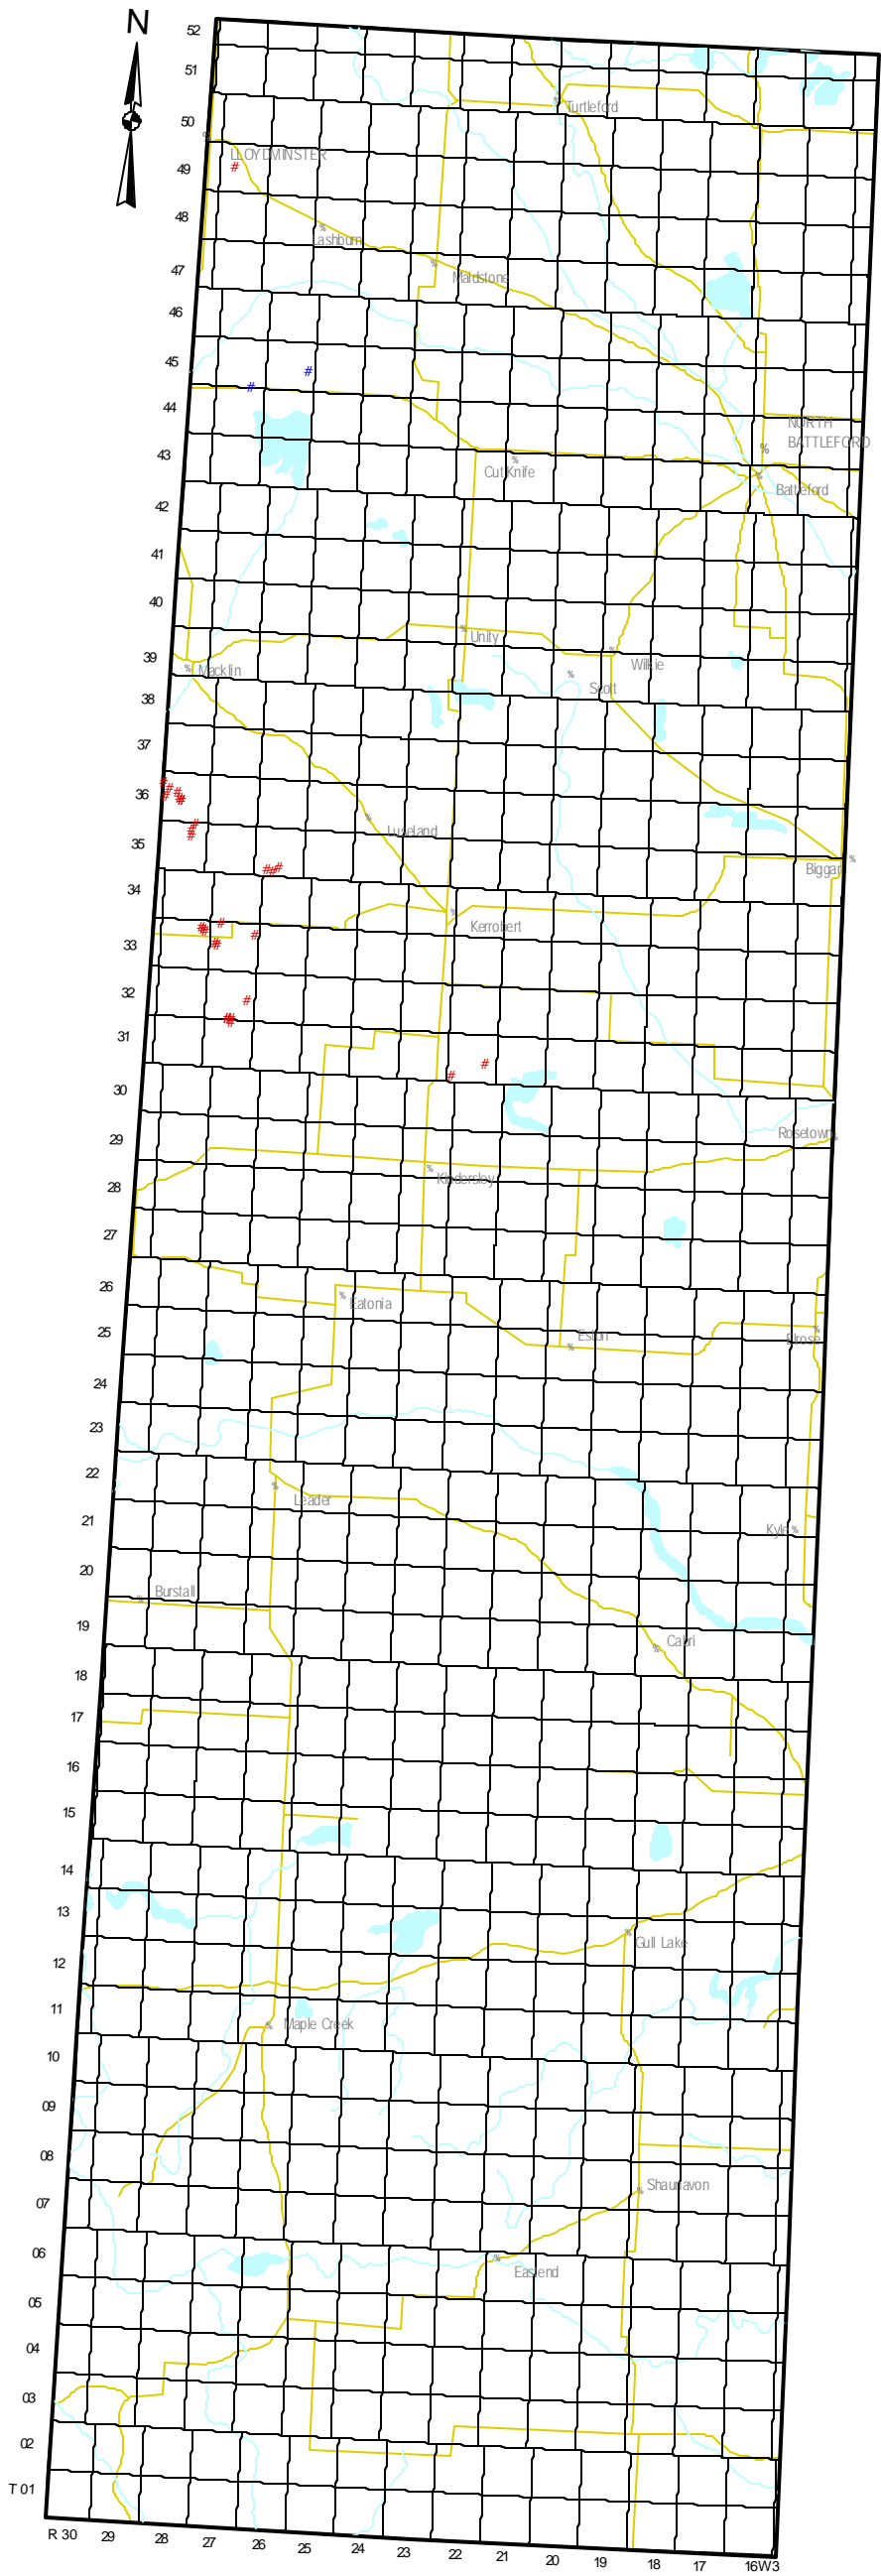 N
52
51
Turtleford
50
LLOYDMINSTER
49
48
Lashburn
47
Maidstone
46
45
44
NORTH
BATTLEFORD
43
Cut Knife
Battleford
42
41
40
Unity
39
Wilkie
Macklin
Scott
38
37
36
Luseland
35
Biggar
34
Kerrobert
33
32
31
30
Rosetown
29
Kindersley
28
27
26
Eatonia
25
Eston
Elrose
24
23
22
Leader
21
Kyle
20
Burstall
19
Cabri
18
17
16
15
14
13
Gull Lake
12
11
Maple Creek
10
09
08
Shaunavon
07
06
Eastend
05
04
03
02
T 01
R 30 29 28 27 26 25 24 23 22 21 20 19 18 17 16W3